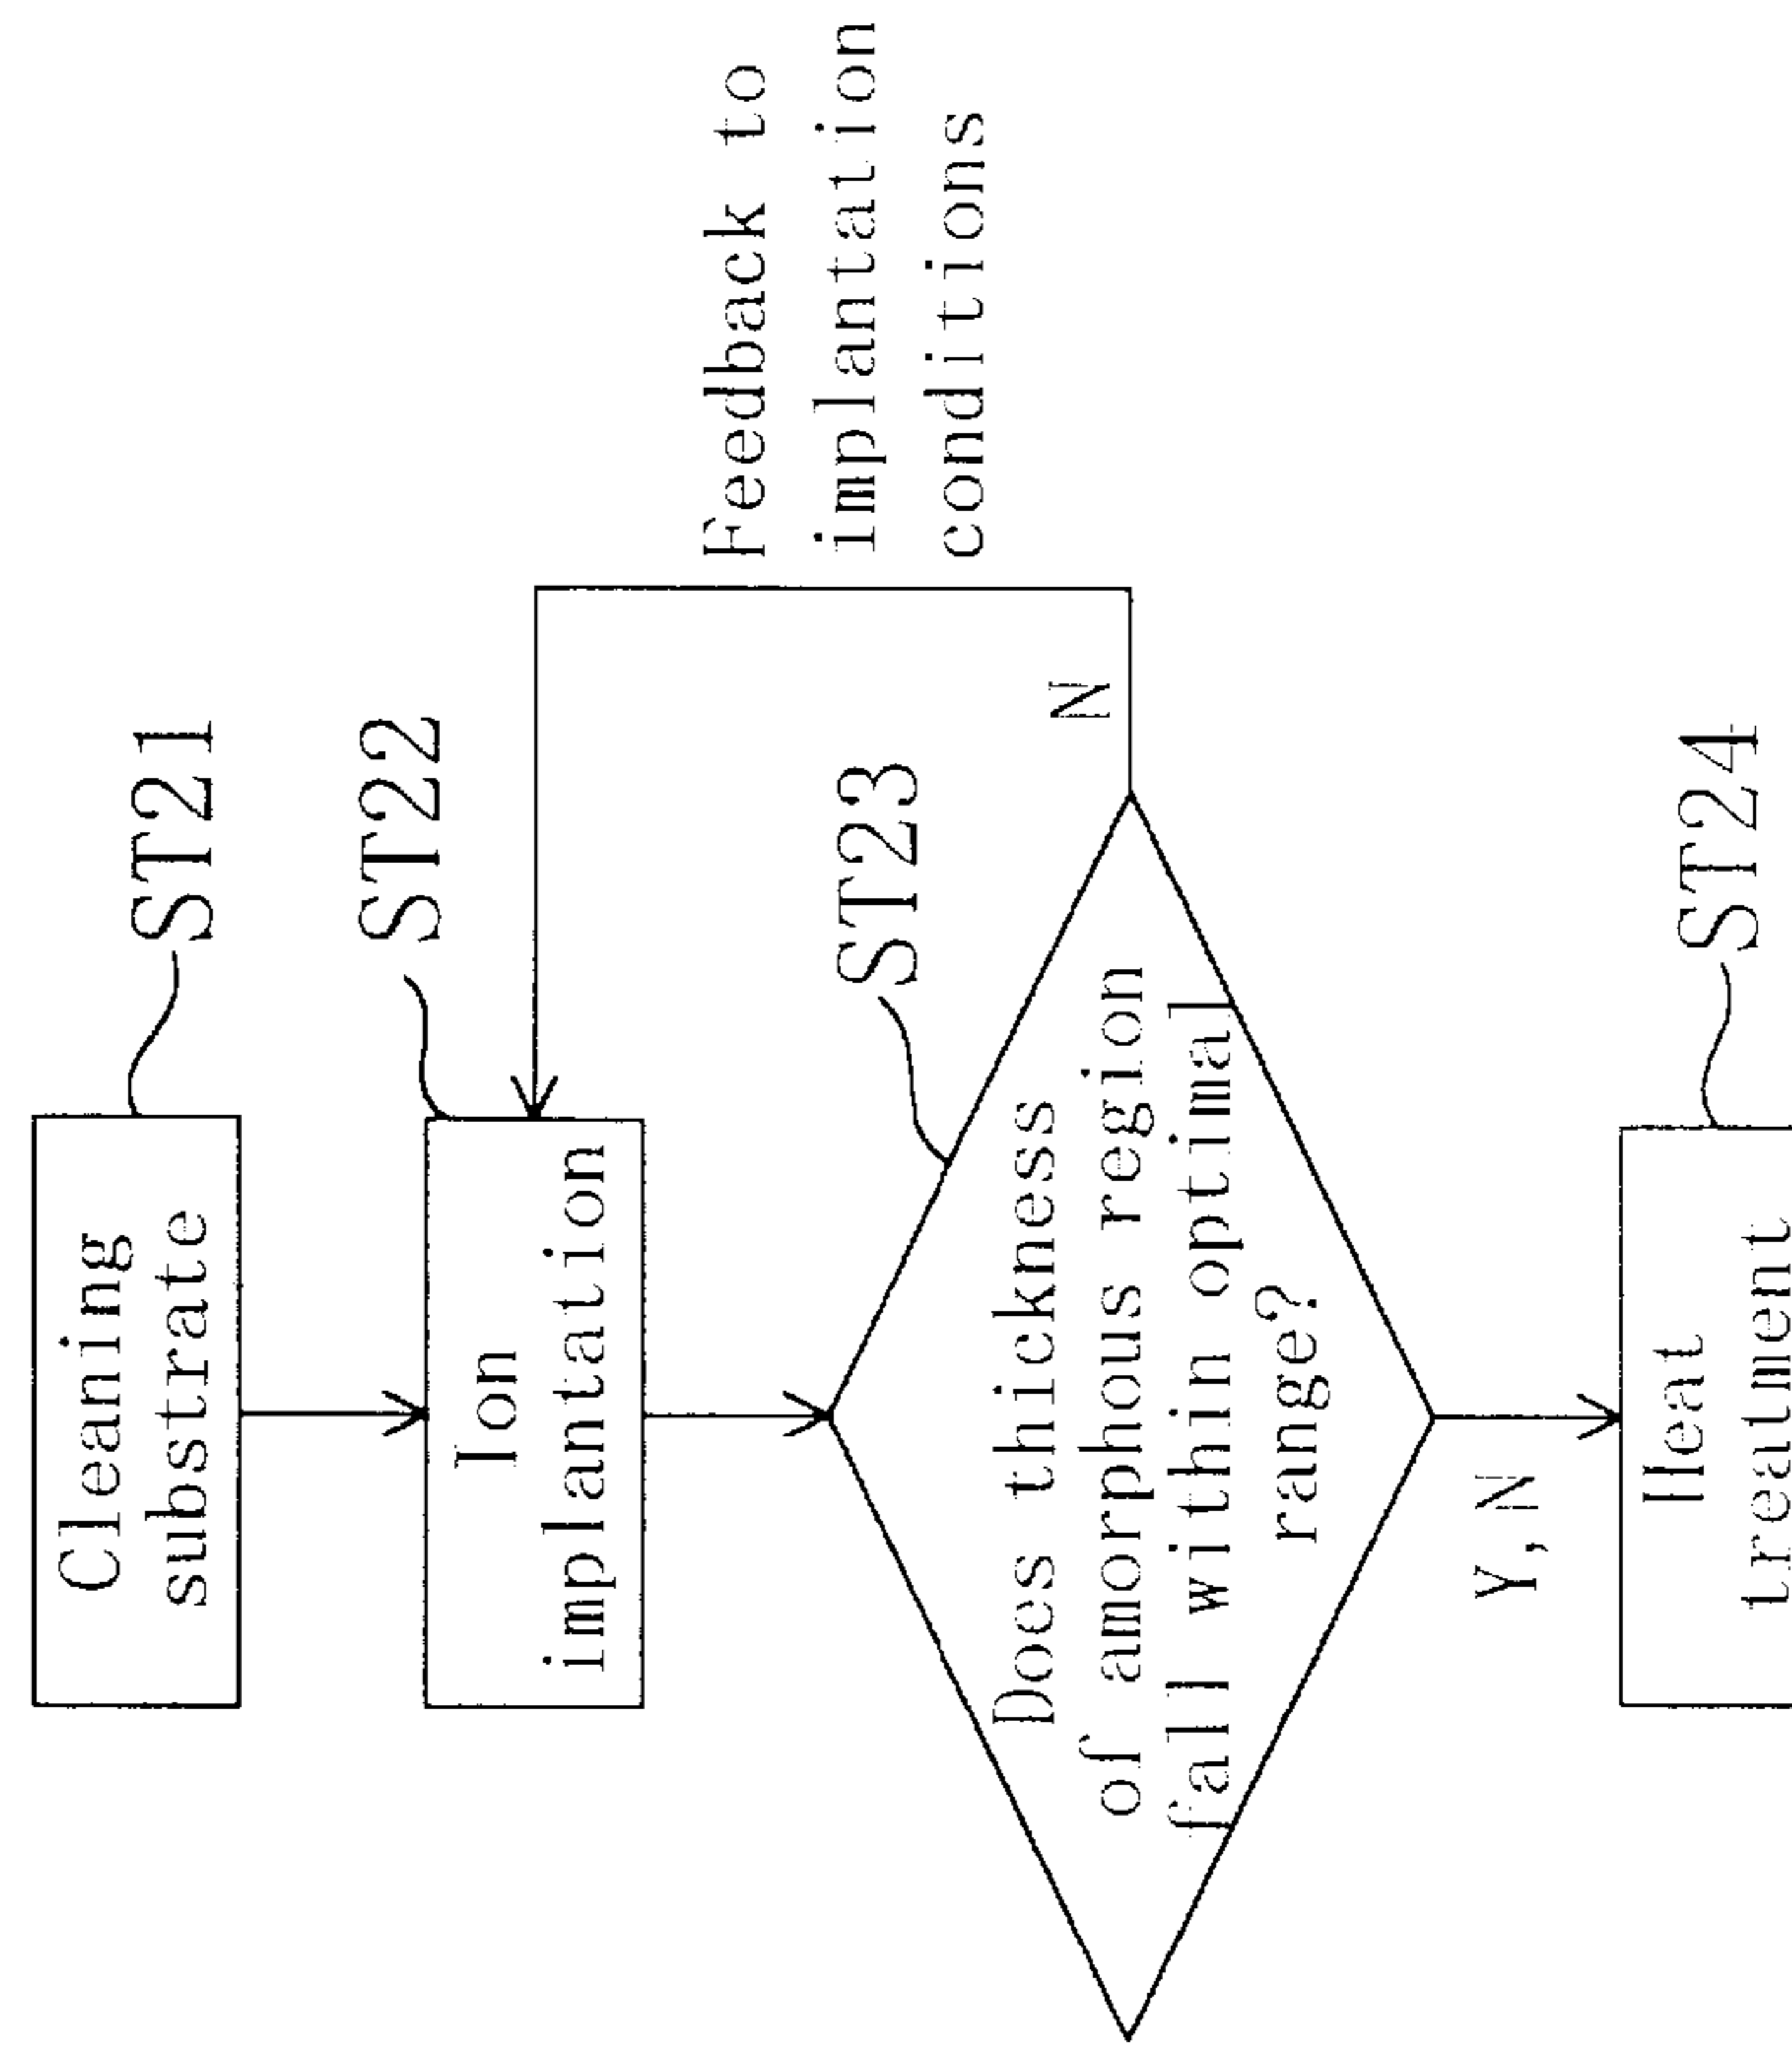 Cleaning
substrate
ST21
Ion
implantation
ST22
Feedback to
implantation
conditions
Does thickness
of amorphous region
fall within optimal
range?
ST23
N
Y, N
Heat
treatment
ST24